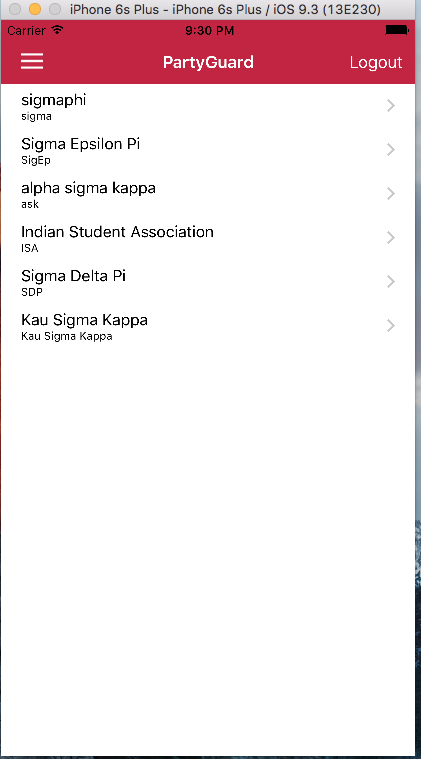 iPhone 6s Plus - iPhone 6s Plus / iOS 9.3 (13E230)
Carrier 9:30 PM
PartyGuard Logout
sigmaphi
sigma
Sigma Epsilon Pi
SigEp
alpha sigma kappa
ask
Indian Student Association
ISA
Sigma Delta Pi
SDP
Kau Sigma Kappa
Kau Sigma Kappa